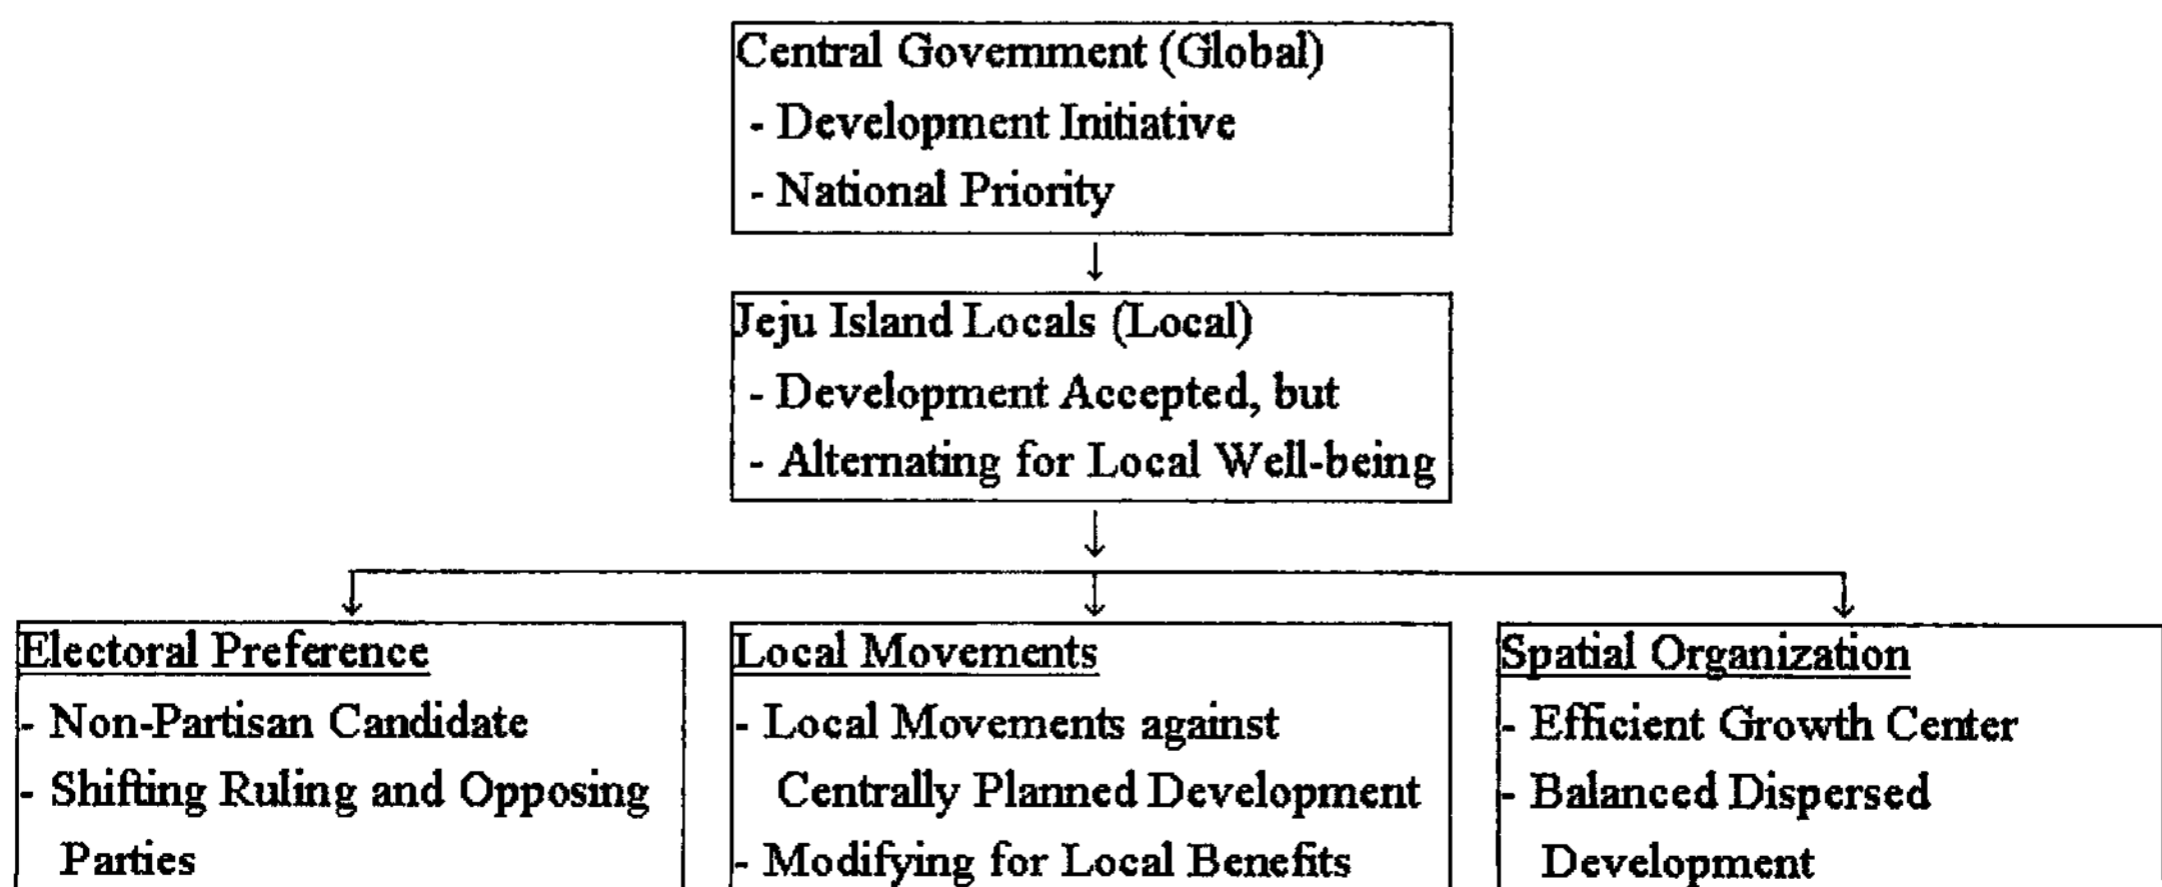 Central Government (Global)
- Development Initiative
- National Priority
Jeju Island Locals (Local)
- Development Accepted, but
- Alternating for Local Well-being
Electoral Preference
- Non-Partisan Candidate
- Shifting Ruling and Opposing
Parties
Local Movements
- Local Movements against
Centrally Planned Development
- Modifying for Local Benefits
Spatial Organization
- Efficient Growth Center
- Balanced Dispersed
Development